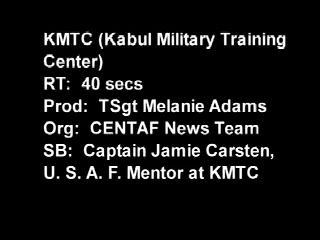 KMTC (Kabul Military Training
Center)
RT:  40 secs
Prod:  TSgt Melanie Adams
Org:  CENTAF News Team
SB:  Captain Jamie Carsten,
U. S. A. F. Mentor at KMTC